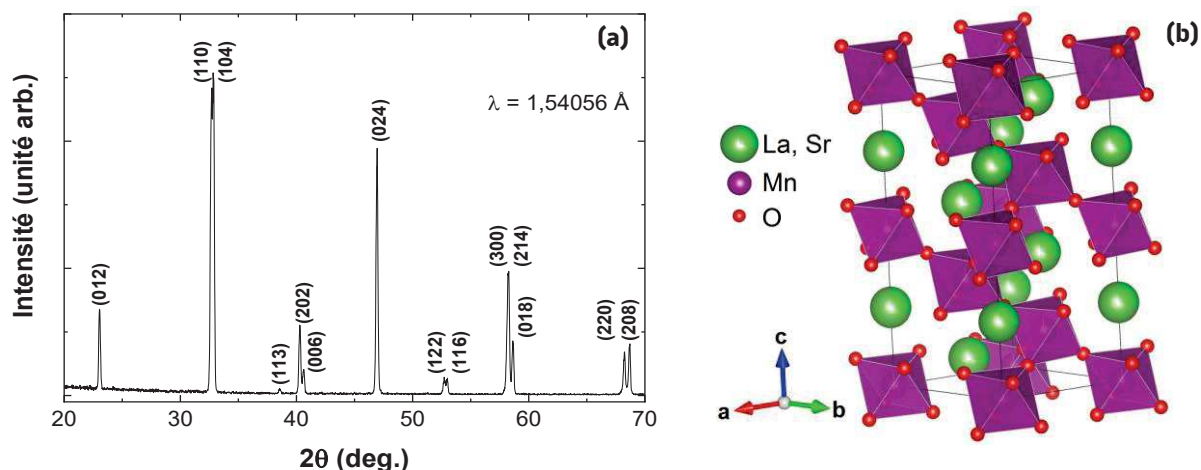 (a)
Intensité (unité arb.)
(012)
(110)
(104)
(113)
(202)
(006)
(024)
(122)
(116)
(300)
(214)
(018)
(220)
(208)
λ = 1,54056 Å
20 30 40 50 60 70
2θ (deg.)
(b)
La, Sr
Mn
O
c
a
b